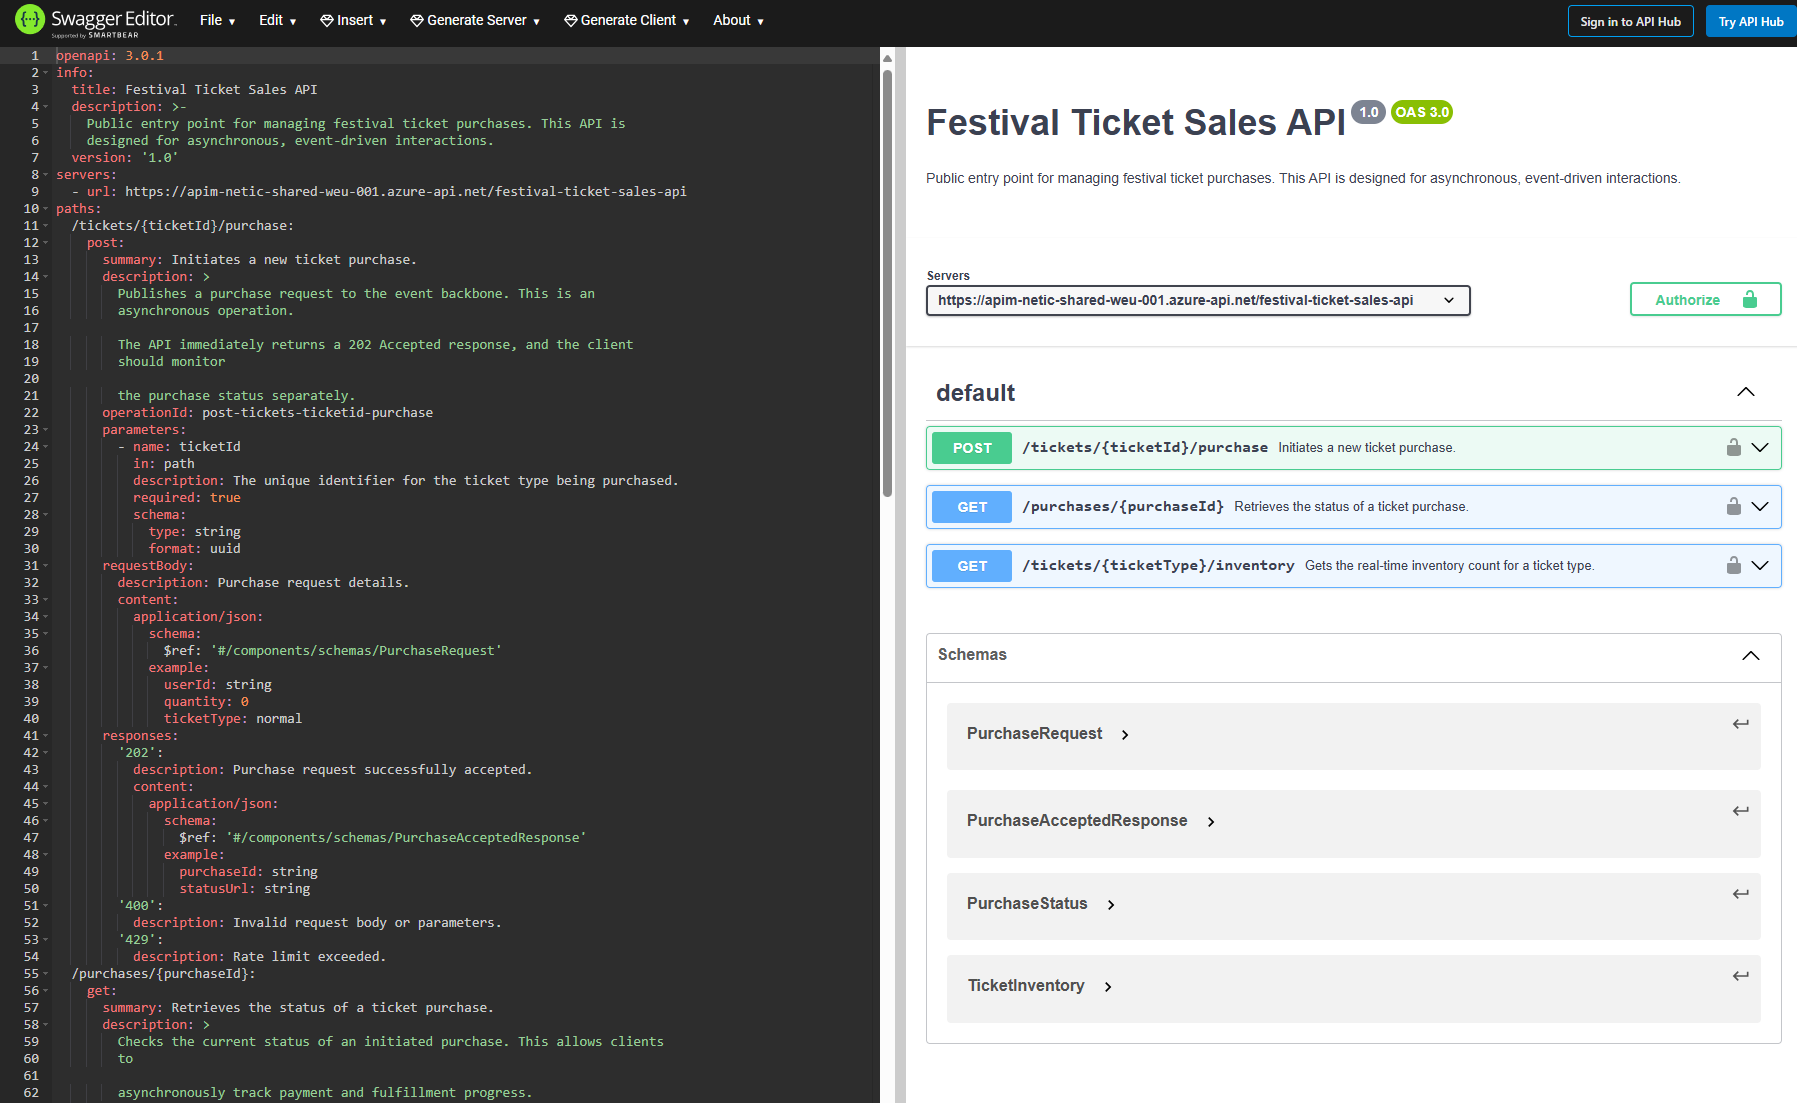 Swagger Editor.
Supported by SMARTBEAR
File
Edit
Insert
Generate Server
Generate Client
About
Sign in to API Hub
Try API Hub
1 openapi: 3.0.1
2 info:
3 title: Festival Ticket Sales API
4 description: >-
5 Public entry point for managing festival ticket purchases. This API is
6 designed for asynchronous, event-driven interactions.
7 version: '1.0'
8 servers:
9 - url: https://apim-netic-shared-weu-001.azure-api.net/festival-ticket-sales-api
10 paths:
11 /tickets/{ticketId}/purchase:
12 post:
13 summary: Initiates a new ticket purchase.
14 description: >
15 Publishes a purchase request to the event backbone. This is an
16 asynchronous operation.
17
18 The API immediately returns a 202 Accepted response, and the client
19 should monitor
20
21 the purchase status separately.
22 operationId: post-tickets-ticketid-purchase
23 parameters:
24 - name: ticketId
25 in: path
26 description: The unique identifier for the ticket type being purchased.
27 required: true
28 schema:
29 type: string
30 format: uuid
31 requestBody:
32 description: Purchase request details.
33 content:
34 application/json:
35 schema:
36 $ref: '#/components/schemas/PurchaseRequest'
37 example:
38 userId: string
39 quantity: 0
40 ticketType: normal
41 responses:
42 '202':
43 description: Purchase request successfully accepted.
44 content:
45 application/json:
46 schema:
47 $ref: '#/components/schemas/PurchaseAcceptedResponse'
48 example:
49 purchaseId: string
50 statusUrl: string
51 '400':
52 description: Invalid request body or parameters.
53 '429':
54 description: Rate limit exceeded.
55 /purchases/{purchaseId}:
56 get:
57 summary: Retrieves the status of a ticket purchase.
58 description: >
59 Checks the current status of an initiated purchase. This allows clients
60 to
61
62 asynchronously track payment and fulfillment progress.
Festival Ticket Sales API 1.0 OAS 3.0
Public entry point for managing festival ticket purchases. This API is designed for asynchronous, event-driven interactions.
Servers
https://apim-netic-shared-weu-001.azure-api.net/festival-ticket-sales-api
Authorize
default
POST /tickets/{ticketId}/purchase Initiates a new ticket purchase.
GET /purchases/{purchaseId} Retrieves the status of a ticket purchase.
GET /tickets/{ticketType}/inventory Gets the real-time inventory count for a ticket type.
Schemas
PurchaseRequest
PurchaseAcceptedResponse
PurchaseStatus
TicketInventory